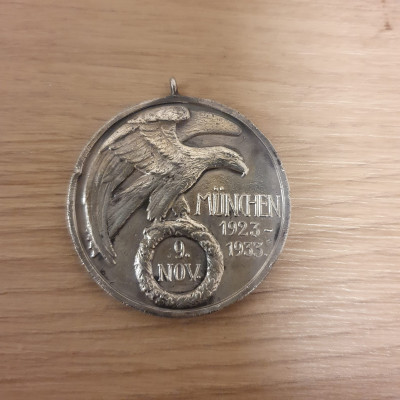 MÜNCHEN
1923-
1933.
9.
NOV.